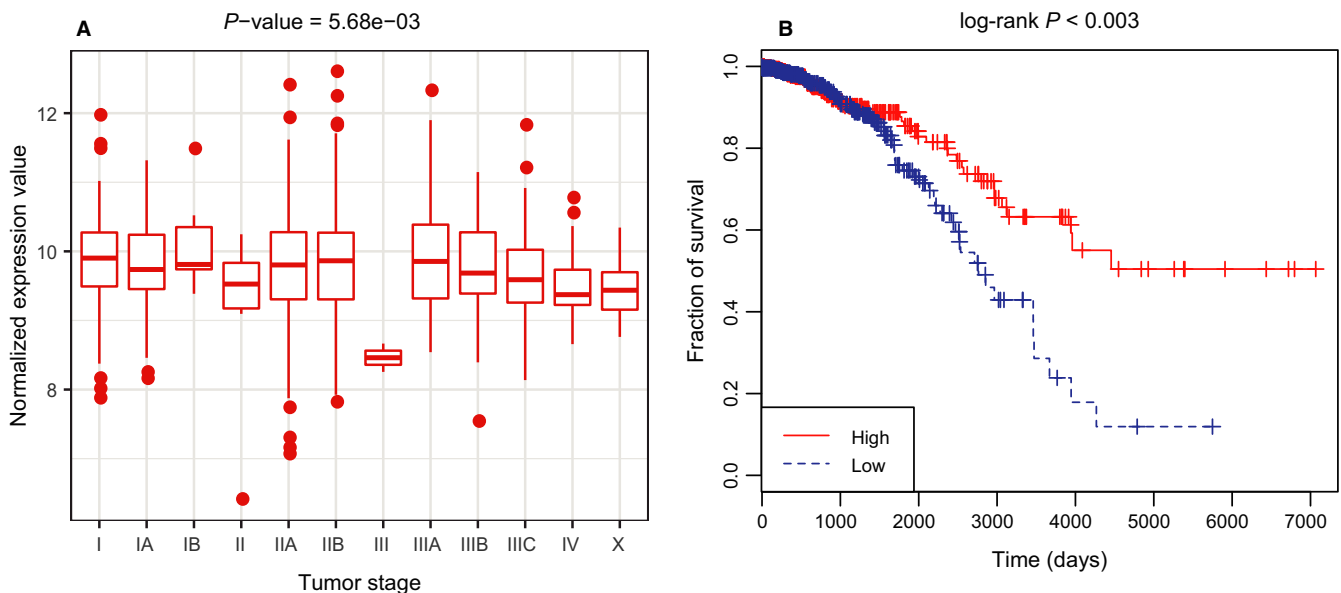 A
P−value = 5.68e−03
Normalized expression value
12
10
8
I IA IB II IIA IIB III IIIA IIIB IIIC IV X
Tumor stage
B
log-rank P < 0.003
Fraction of survival
1.0
0.8
0.6
0.4
0.2
0.0
High
Low
0 1000 2000 3000 4000 5000 6000 7000
Time (days)